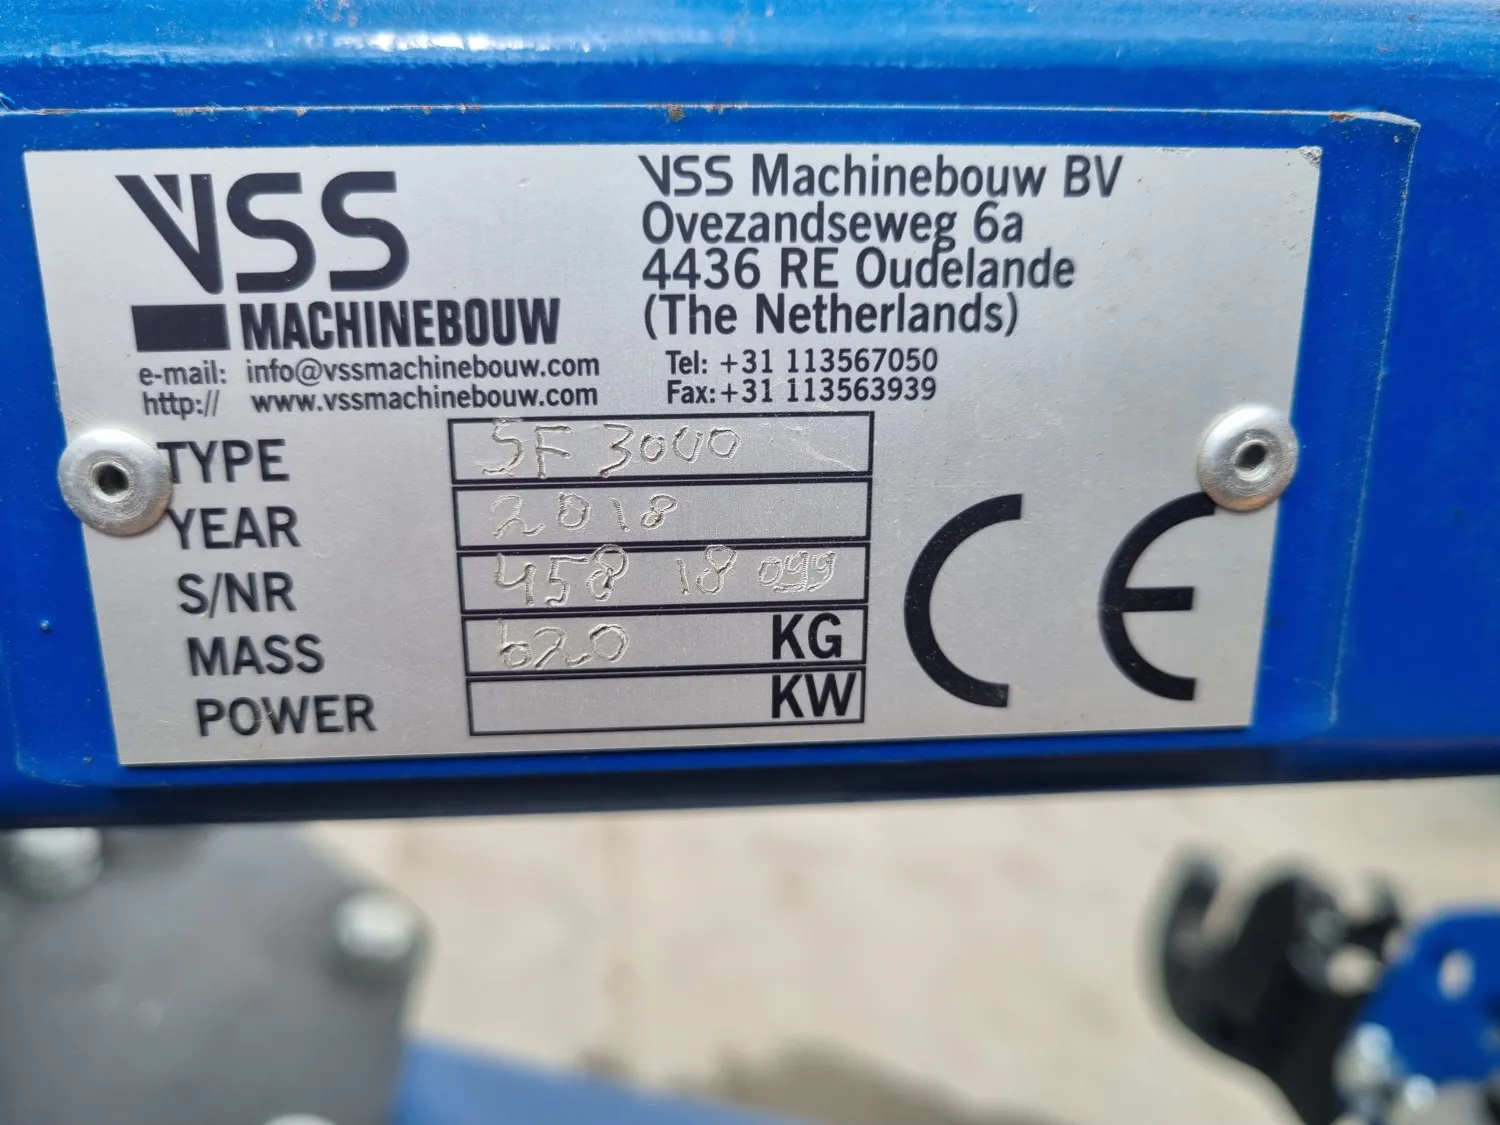 VSS
MACHINEBOUW
e-mail: info@vssmachinebouw.com
http:// www.vssmachinebouw.com
VSS Machinebouw BV
Ovezandseweg 6a
4436 RE Oudelande
(The Netherlands)
Tel: +31 113567050
Fax:+31 113563939
TYPE SF 3000
YEAR 2018
S/NR 458 18 099
MASS 620 KG
POWER KW
CE